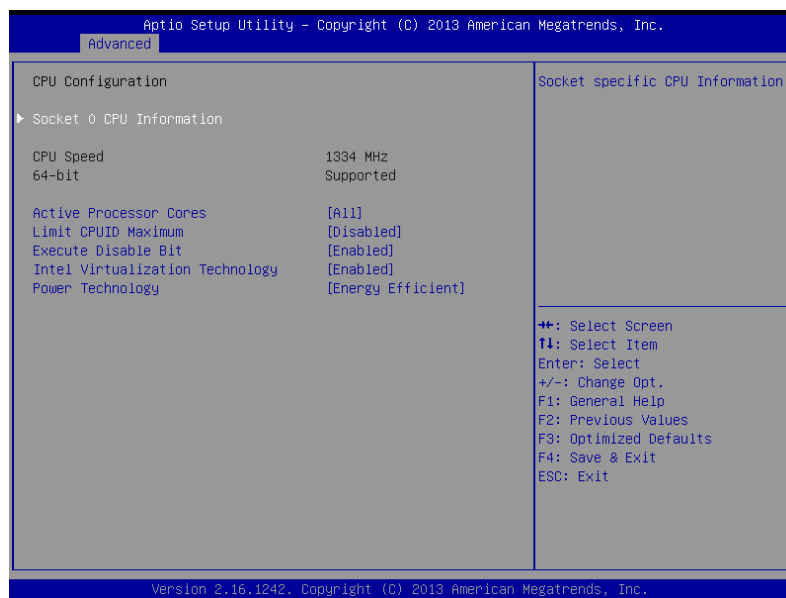 Aptio Setup Utility – Copyright (C) 2013 American Megatrends, Inc.
Advanced
CPU Configuration
Socket specific CPU Information
Socket 0 CPU Information
CPU Speed 1334 MHz
64-bit Supported
Active Processor Cores [All]
Limit CPUID Maximum [Disabled]
Execute Disable Bit [Enabled]
Intel Virtualization Technology [Enabled]
Power Technology [Energy Efficient]
→←: Select Screen
↑↓: Select Item
Enter: Select
+/-: Change Opt.
F1: General Help
F2: Previous Values
F3: Optimized Defaults
F4: Save & Exit
ESC: Exit
Version 2.16.1242. Copyright (C) 2013 American Megatrends, Inc.